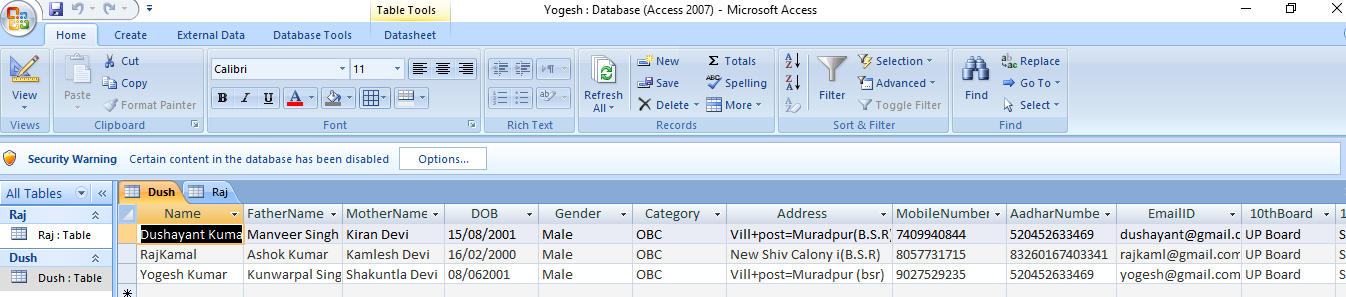 Yogesh : Database (Access 2007) - Microsoft Access
Table Tools
Home Create External Data Database Tools Datasheet
View Paste Cut Copy Format Painter
Calibri 11
B I U A
Refresh All New Save Delete Totals Spelling More
Filter Selection Advanced Toggle Filter
Find Replace Go To Select
Views Clipboard Font Rich Text Records Sort & Filter Find
Security Warning Certain content in the database has been disabled Options...
All Tables « Dush Raj
Raj
Raj : Table
Dush
Dush : Table
Name FatherName MotherName DOB Gender Category Address MobileNumber AadharNumbe EmailID 10thBoard 1
Dushayant Kuma Manveer Singh Kiran Devi 15/08/2001 Male OBC Vill+post=Muradpur(B.S.R) 7409940844 520452633469 dushayant@gmail.c UP Board S
RajKamal Ashok Kumar Kamlesh Devi 16/02/2000 Male OBC New Shiv Calony i(B.S.R) 8057731715 83260167403341 rajkaml@gmail.com UP Board S
Yogesh Kumar Kunwarpal Sing Shakuntla Devi 08/062001 Male OBC Vill+post=Muradpur (bsr) 9027529235 520452633469 yogesh@gmail.com UP Board S